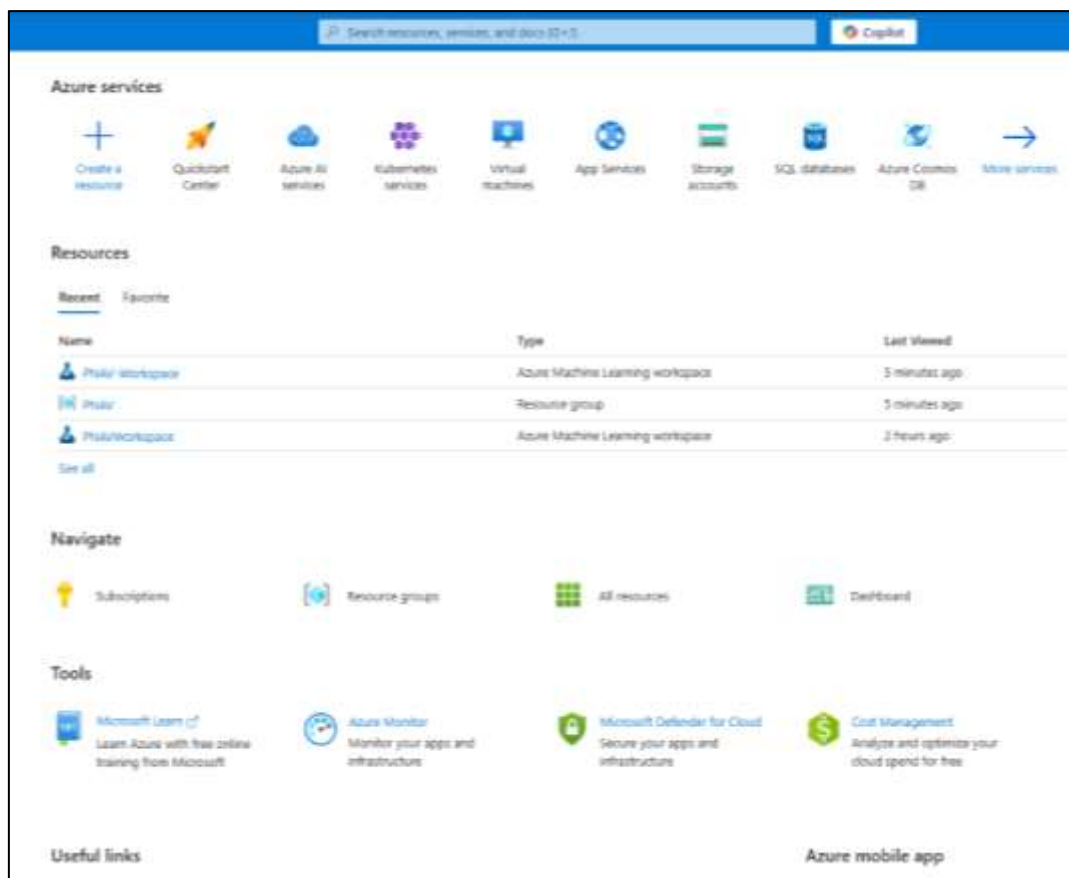 Search resources, services, and docs (G+/)
Copilot
Azure services
Create a resource
Quickstart Center
Azure AI services
Kubernetes services
Virtual machines
App Services
Storage accounts
SQL databases
Azure Cosmos DB
More services
Resources
Recent Favorite
Name Type Last Viewed
Workspace Azure Machine Learning workspace 5 minutes ago
Resource group 5 minutes ago
Azure Machine Learning workspace 2 hours ago
See all
Navigate
Subscriptions Resource groups All resources Dashboard
Tools
Microsoft Learn
Learn Azure with free online
training from Microsoft
Azure Monitor
Monitor your apps and
infrastructure
Microsoft Defender for Cloud
Secure your apps and
infrastructure
Cost Management
Analyze and optimize your
cloud spend for free
Useful links Azure mobile app